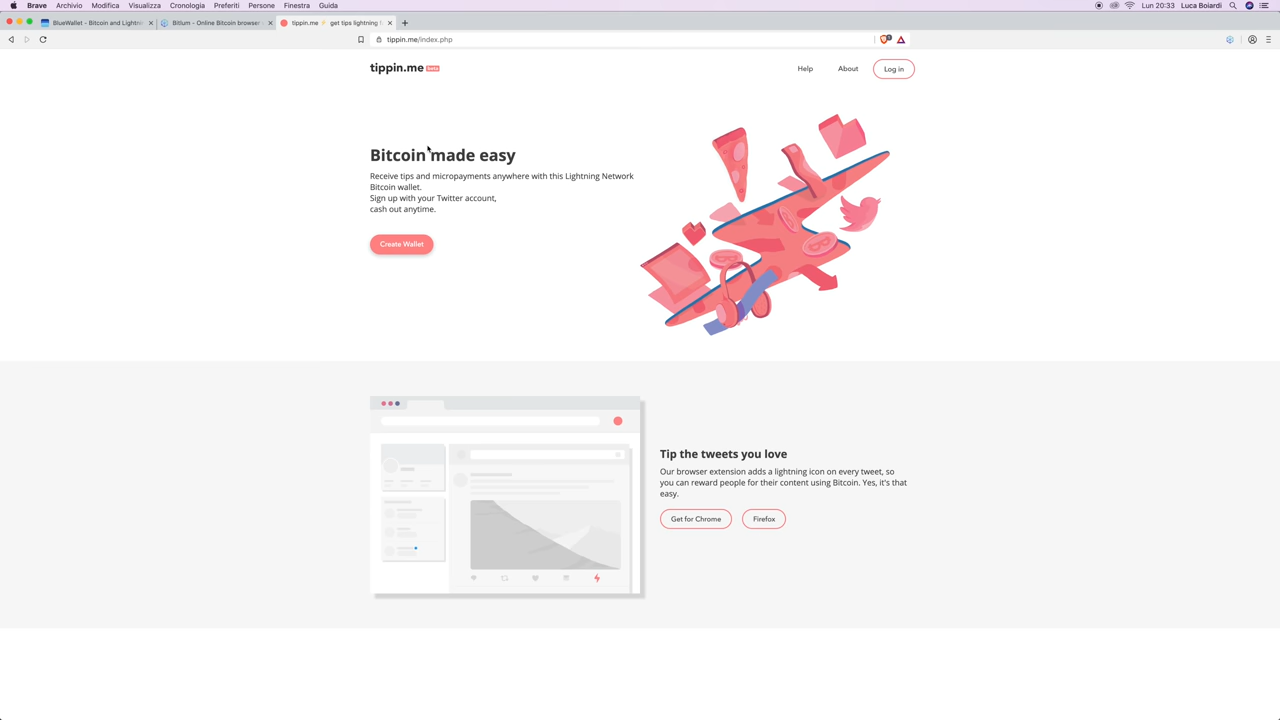 Brave Archivio Modifica Visualizza Cronologia Preferiti Persone Finestra Guida Lun 20:33 Luca Boiardi
BlueWallet - Bitcoin and Lightni
Bitlum - Online Bitcoin browser
tippin.me ⚡ get tips lightning f
tippin.me/index.php
tippin.me beta
Help About Log in
Bitcoin made easy
Receive tips and micropayments anywhere with this Lightning Network
Bitcoin wallet.
Sign up with your Twitter account,
cash out anytime.
Create Wallet
Tip the tweets you love
Our browser extension adds a lightning icon on every tweet, so
you can reward people for their content using Bitcoin. Yes, it's that
easy.
Get for Chrome Firefox